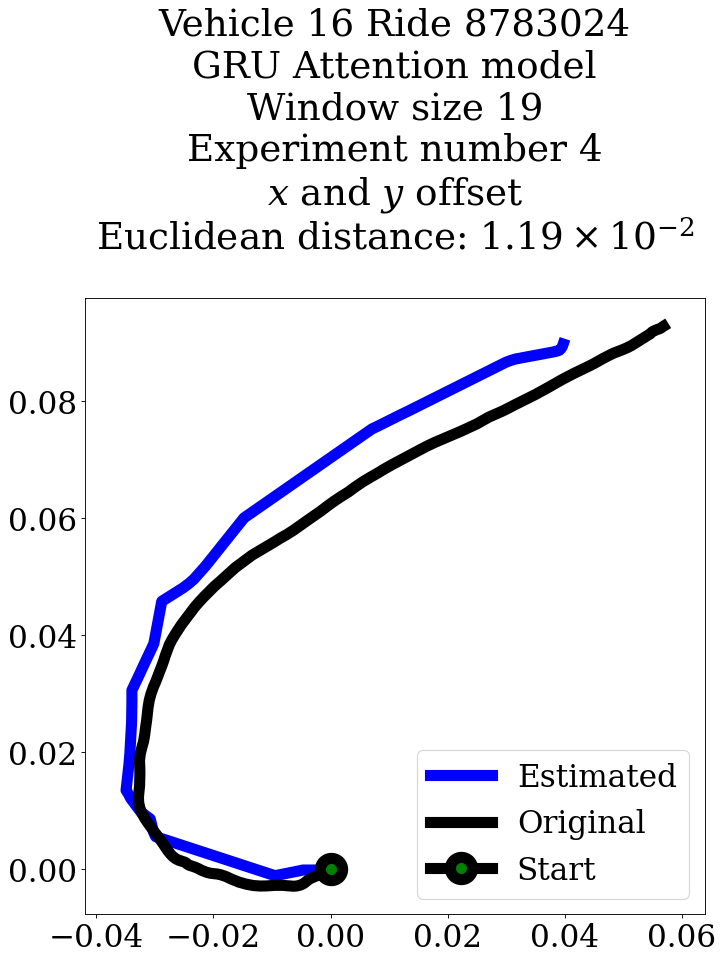 Vehicle 16 Ride 8783024
GRU Attention model
Window size 19
Experiment number 4
x and y offset
Euclidean distance: 1.19 × 10⁻²
0.08
0.06
0.04
0.02
0.00
Estimated
Original
Start
−0.04 −0.02 0.00 0.02 0.04 0.06